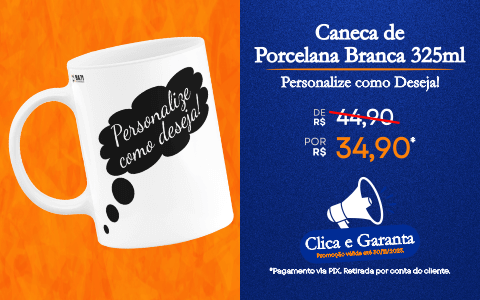 Personalize
como deseja!
Caneca de
Porcelana Branca 325ml
Personalize como Deseja!
DE
R$ 44,90
POR
R$ 34,90*
Clica e Garanta
*Pagamento via PIX. Retirada por conta do cliente.